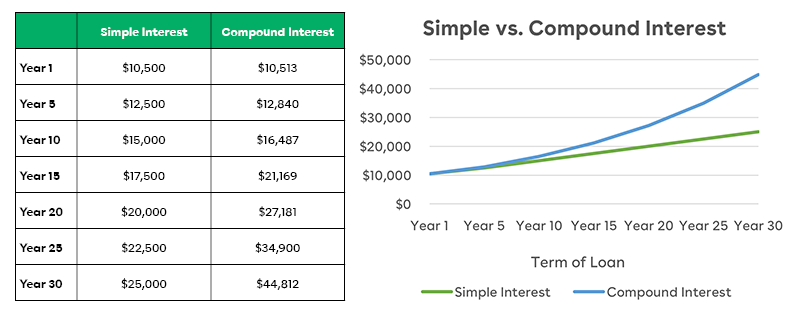 Simple Interest Compound Interest
Year 1 $10,500 $10,513
Year 5 $12,500 $12,840
Year 10 $15,000 $16,487
Year 15 $17,500 $21,169
Year 20 $20,000 $27,181
Year 25 $22,500 $34,900
Year 30 $25,000 $44,812
Simple vs. Compound Interest
$50,000
$40,000
$30,000
$20,000
$10,000
$0
Year 1 Year 5 Year 10 Year 15 Year 20 Year 25 Year 30
Term of Loan
Simple Interest Compound Interest